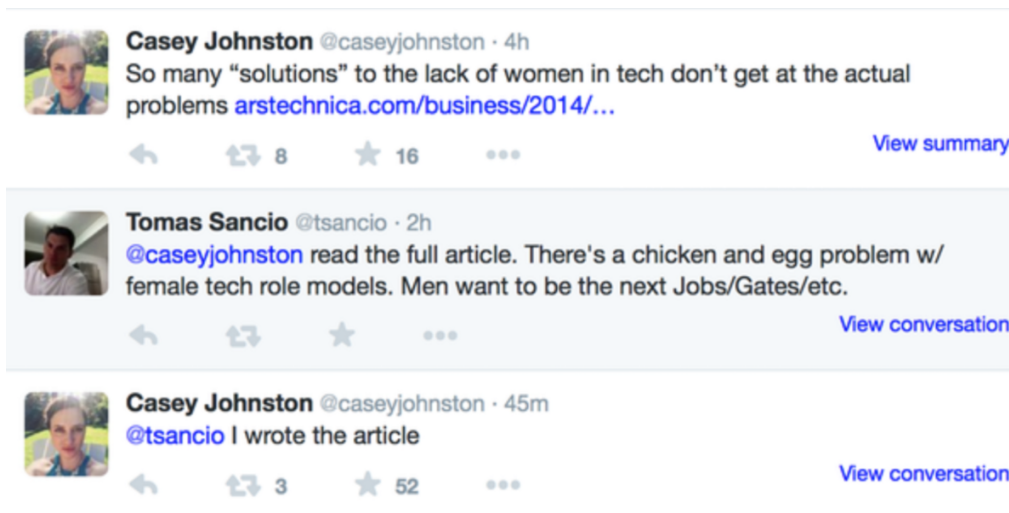 Casey Johnston @caseyjohnston · 4h
So many “solutions” to the lack of women in tech don’t get at the actual
problems arstechnica.com/business/2014/...
8 16
View summary
Tomas Sancio @tsancio · 2h
@caseyjohnston read the full article. There's a chicken and egg problem w/
female tech role models. Men want to be the next Jobs/Gates/etc.
View conversation
Casey Johnston @caseyjohnston · 45m
@tsancio I wrote the article
3 52
View conversation